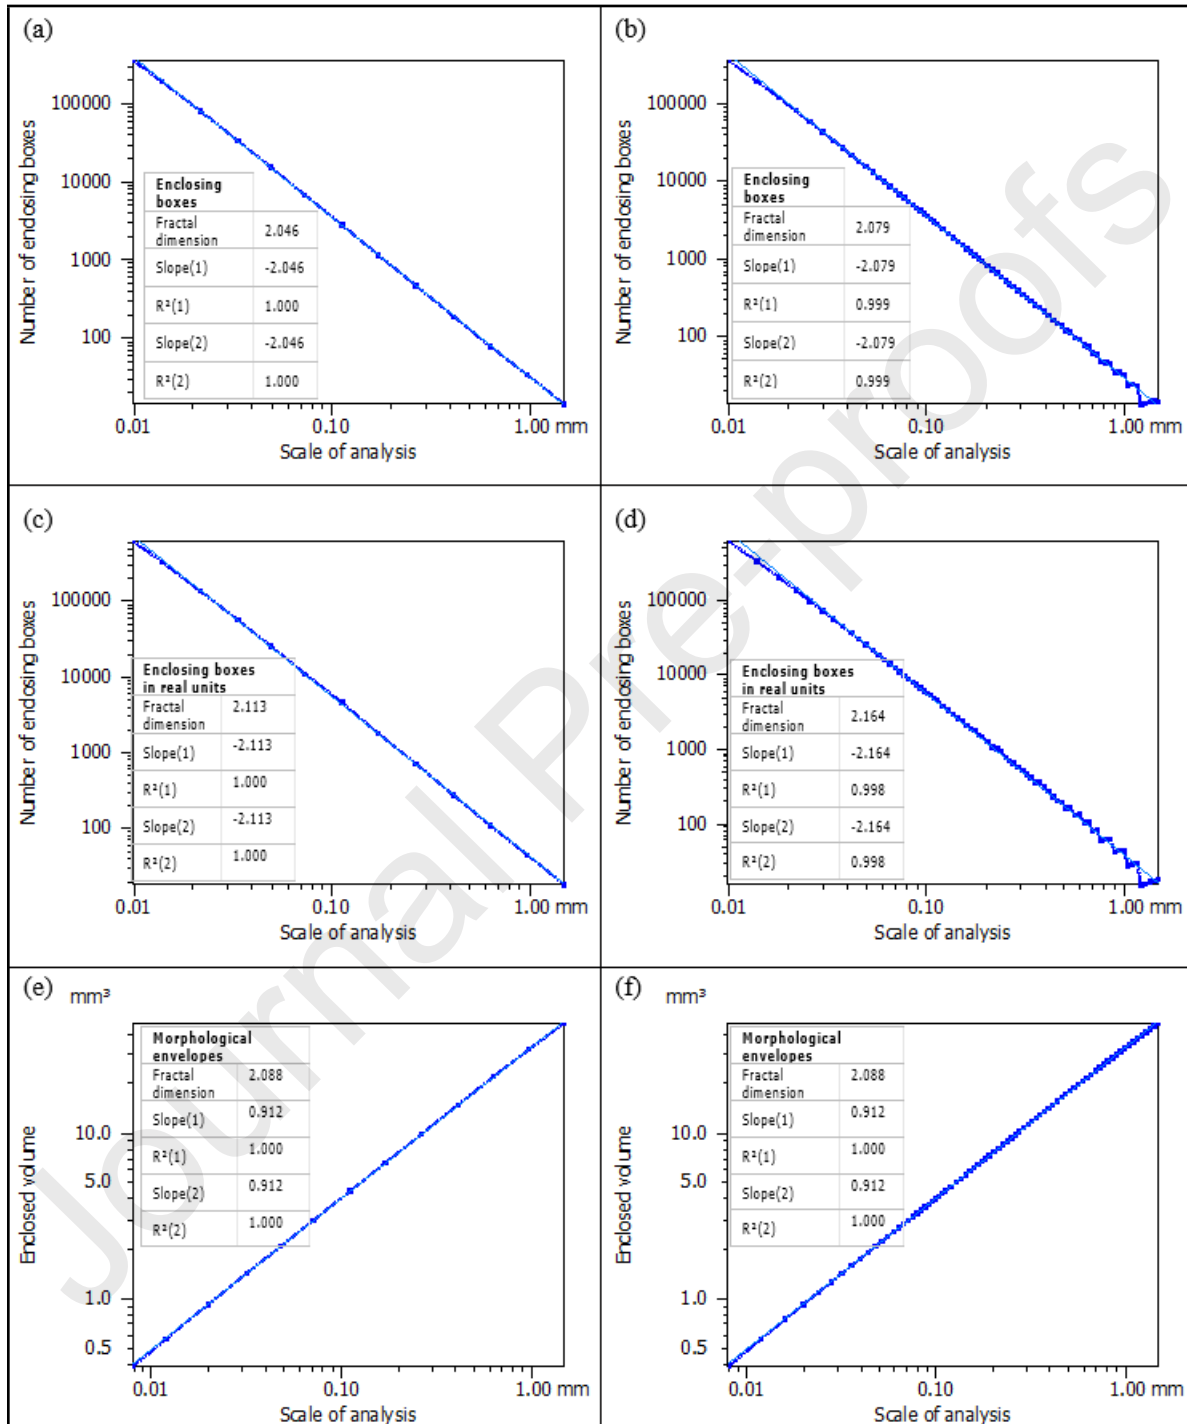 (a)
100000
10000
1000
100
Number of enclosing boxes
Enclosing
boxes
Fractal
dimension 2.046
Slope(1) -2.046
R²(1) 1.000
Slope(2) -2.046
R²(2) 1.000
0.01 0.10 1.00 mm
Scale of analysis
(b)
100000
10000
1000
100
Number of enclosing boxes
Enclosing
boxes
Fractal
dimension 2.079
Slope(1) -2.079
R²(1) 0.999
Slope(2) -2.079
R²(2) 0.999
0.01 0.10 1.00 mm
Scale of analysis
(c)
100000
10000
1000
100
Number of enclosing boxes
Enclosing boxes
in real units
Fractal
dimension 2.113
Slope(1) -2.113
R²(1) 1.000
Slope(2) -2.113
R²(2) 1.000
0.01 0.10 1.00 mm
Scale of analysis
(d)
100000
10000
1000
100
Number of enclosing boxes
Enclosing boxes
in real units
Fractal
dimension 2.164
Slope(1) -2.164
R²(1) 0.998
Slope(2) -2.164
R²(2) 0.998
0.01 0.10 1.00 mm
Scale of analysis
(e)
mm³
10.0
5.0
1.0
0.5
Enclosed volume
Morphological
envelopes
Fractal
dimension 2.088
Slope(1) 0.912
R²(1) 1.000
Slope(2) 0.912
R²(2) 1.000
0.01 0.10 1.00 mm
Scale of analysis
(f)
mm³
10.0
5.0
1.0
0.5
Enclosed volume
Morphological
envelopes
Fractal
dimension 2.088
Slope(1) 0.912
R²(1) 1.000
Slope(2) 0.912
R²(2) 1.000
0.01 0.10 1.00 mm
Scale of analysis
Journal Pre-proofs